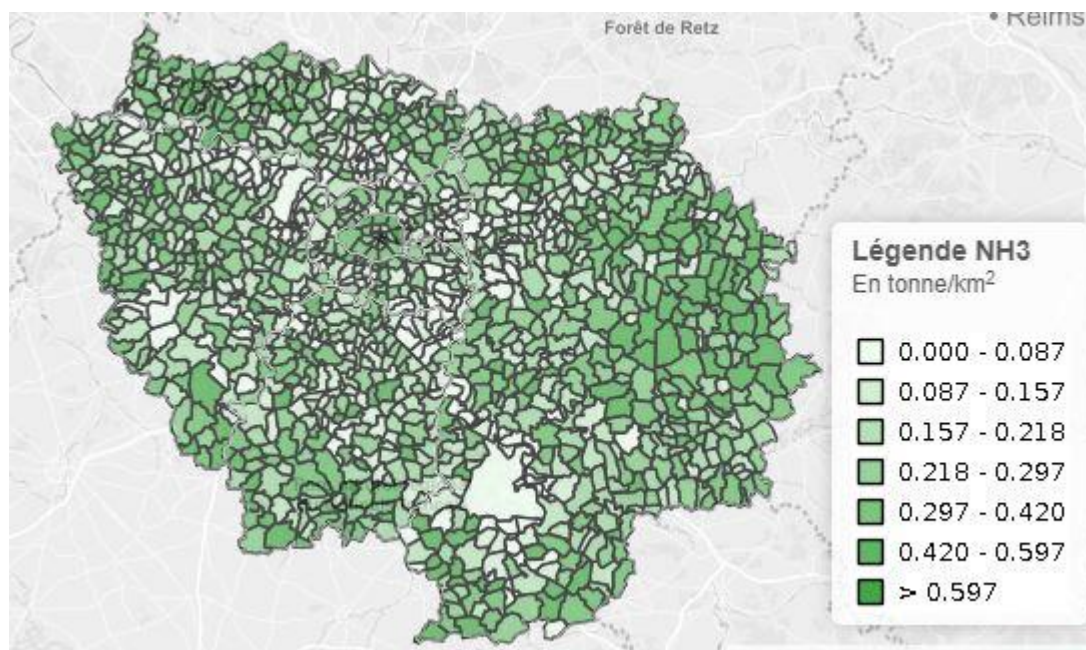 Forêt de Retz
• Reims
Légende NH3
En tonne/km²
0.000 - 0.087
0.087 - 0.157
0.157 - 0.218
0.218 - 0.297
0.297 - 0.420
0.420 - 0.597
> 0.597